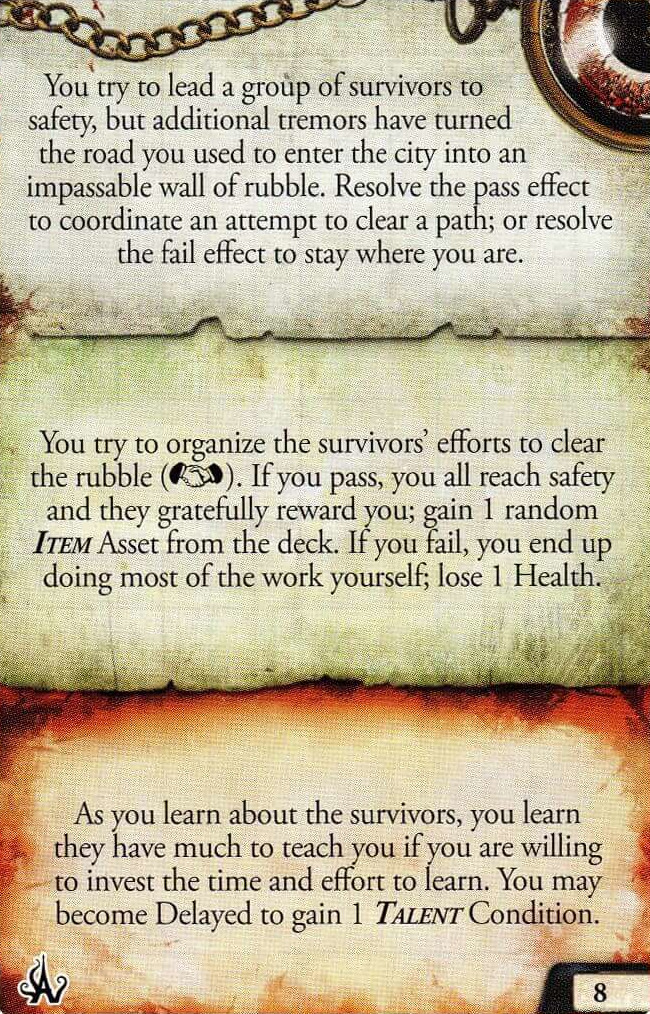 You try to lead a group of survivors to
safety, but additional tremors have turned
the road you used to enter the city into an
impassable wall of rubble. Resolve the pass effect
to coordinate an attempt to clear a path; or resolve
the fail effect to stay where you are.
You try to organize the survivors’ efforts to clear
the rubble (). If you pass, you all reach safety
and they gratefully reward you; gain 1 random
ITEM Asset from the deck. If you fail, you end up
doing most of the work yourself; lose 1 Health.
As you learn about the survivors, you learn
they have much to teach you if you are willing
to invest the time and effort to learn. You may
become Delayed to gain 1 TALENT Condition.
8